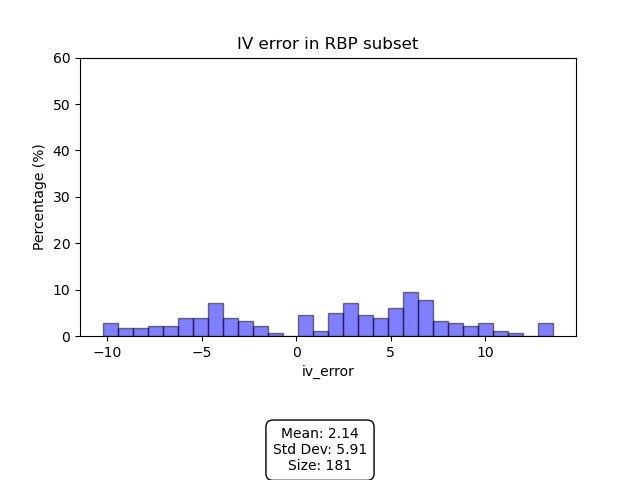 IV error in RBP subset
60
50
40
30
20
10
0
Percentage (%)
−10 −5 0 5 10
iv_error
Mean: 2.14
Std Dev: 5.91
Size: 181